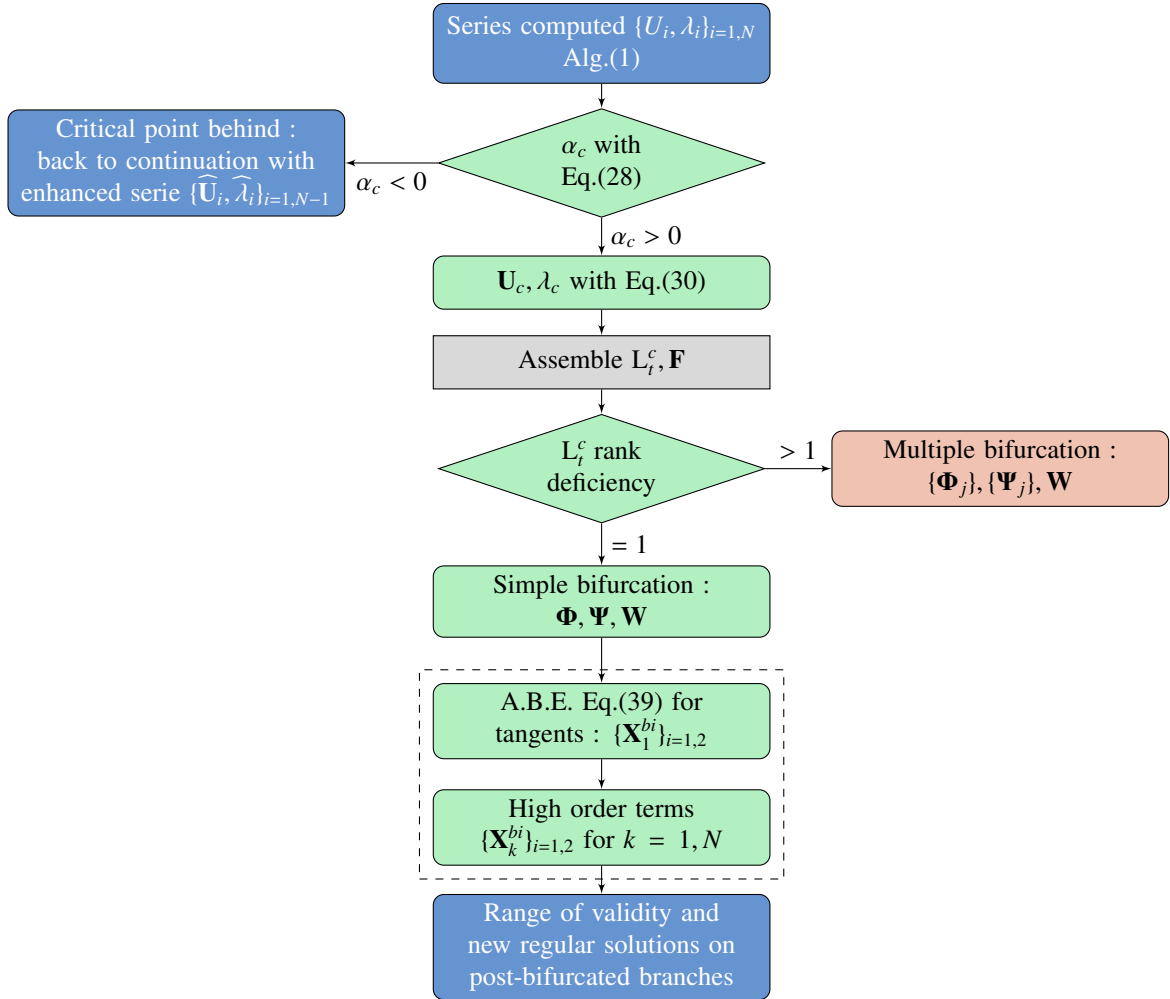 Series computed {U_i, λ_i}_{i=1,N}
Alg.(1)
Critical point behind :
back to continuation with
enhanced serie {\widehat{𝐔}_i, \widehat{λ}_i}_{i=1,N−1}
α_c with
Eq.(28)
α_c < 0
α_c > 0
𝐔_c, λ_c with Eq.(30)
Assemble L_t^c, 𝐅
L_t^c rank
deficiency
> 1
Multiple bifurcation :
{𝚽_j}, {𝚿_j}, 𝐖
= 1
Simple bifurcation :
𝚽, 𝚿, 𝐖
A.B.E. Eq.(39) for
tangents : {𝐗_1^{bi}}_{i=1,2}
High order terms
{𝐗_k^{bi}}_{i=1,2} for k = 1, N
Range of validity and
new regular solutions on
post-bifurcated branches